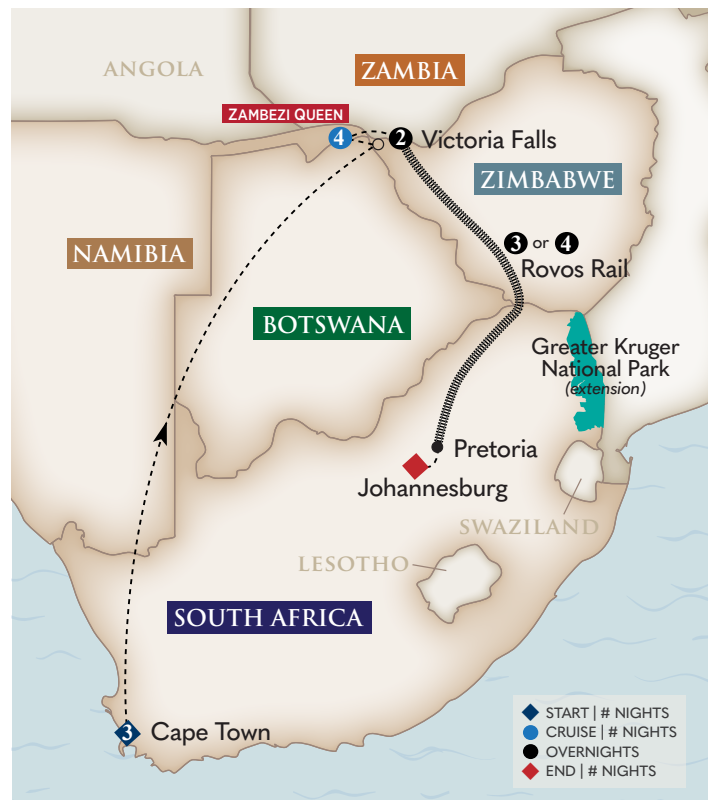 ANGOLA
ZAMBIA
ZAMBEZI QUEEN
4
2 Victoria Falls
ZIMBABWE
NAMIBIA
3 or 4
Rovos Rail
BOTSWANA
Greater Kruger
National Park
(extension)
Pretoria
Johannesburg
SWAZILAND
LESOTHO
SOUTH AFRICA
3 Cape Town
START | # NIGHTS
CRUISE | # NIGHTS
OVERNIGHTS
END | # NIGHTS